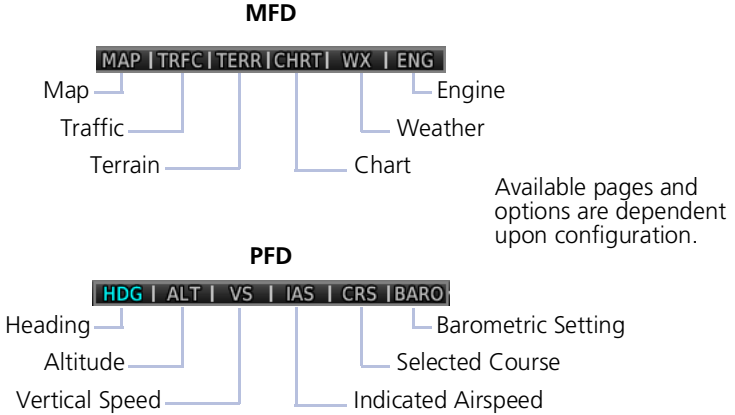 MFD
MAP | TRFC | TERR | CHRT | WX | ENG
Map
Engine
Traffic
Weather
Terrain
Chart
Available pages and
options are dependent
upon configuration.
PFD
HDG | ALT | VS | IAS | CRS | BARO
Heading
Barometric Setting
Altitude
Selected Course
Vertical Speed
Indicated Airspeed